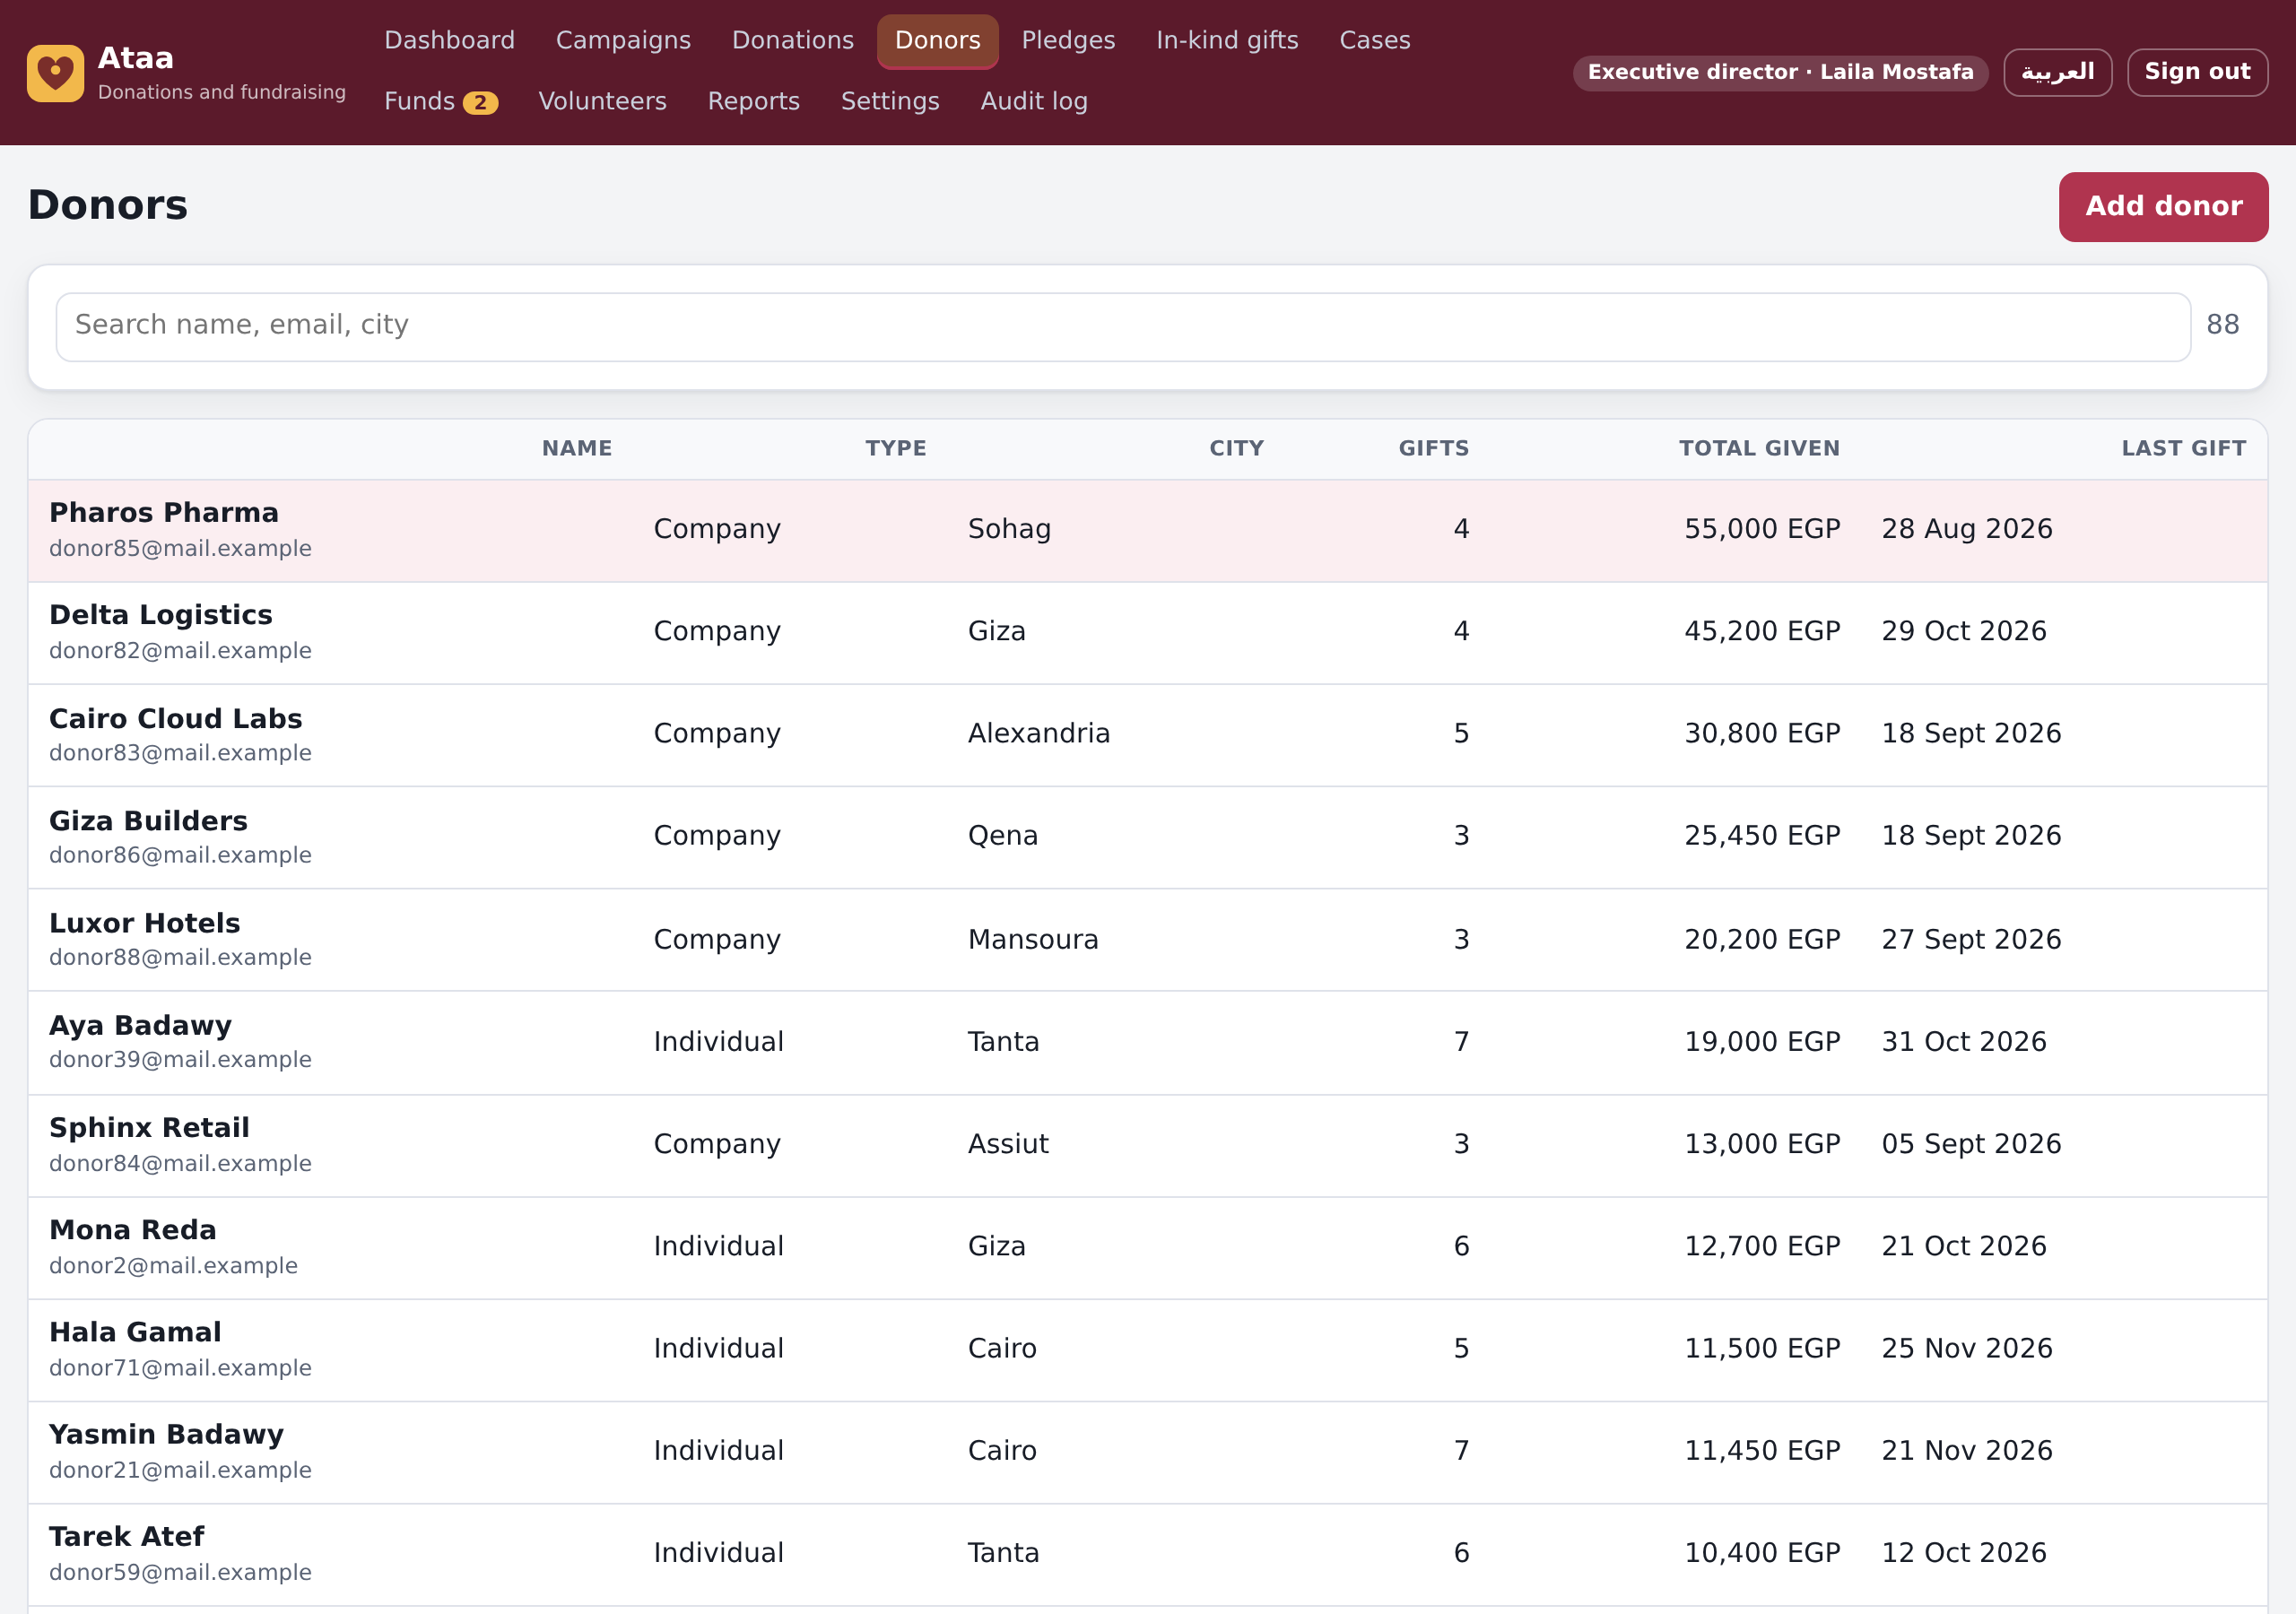 Ataa
Donations and fundraising
Dashboard Campaigns Donations Donors Pledges In-kind gifts Cases
Funds 2 Volunteers Reports Settings Audit log
Executive director · Laila Mostafa العربية Sign out
Donors Add donor
Search name, email, city 88
NAME TYPE CITY GIFTS TOTAL GIVEN LAST GIFT
Pharos Pharma
donor85@mail.example
Company Sohag 4 55,000 EGP 28 Aug 2026
Delta Logistics
donor82@mail.example
Company Giza 4 45,200 EGP 29 Oct 2026
Cairo Cloud Labs
donor83@mail.example
Company Alexandria 5 30,800 EGP 18 Sept 2026
Giza Builders
donor86@mail.example
Company Qena 3 25,450 EGP 18 Sept 2026
Luxor Hotels
donor88@mail.example
Company Mansoura 3 20,200 EGP 27 Sept 2026
Aya Badawy
donor39@mail.example
Individual Tanta 7 19,000 EGP 31 Oct 2026
Sphinx Retail
donor84@mail.example
Company Assiut 3 13,000 EGP 05 Sept 2026
Mona Reda
donor2@mail.example
Individual Giza 6 12,700 EGP 21 Oct 2026
Hala Gamal
donor71@mail.example
Individual Cairo 5 11,500 EGP 25 Nov 2026
Yasmin Badawy
donor21@mail.example
Individual Cairo 7 11,450 EGP 21 Nov 2026
Tarek Atef
donor59@mail.example
Individual Tanta 6 10,400 EGP 12 Oct 2026